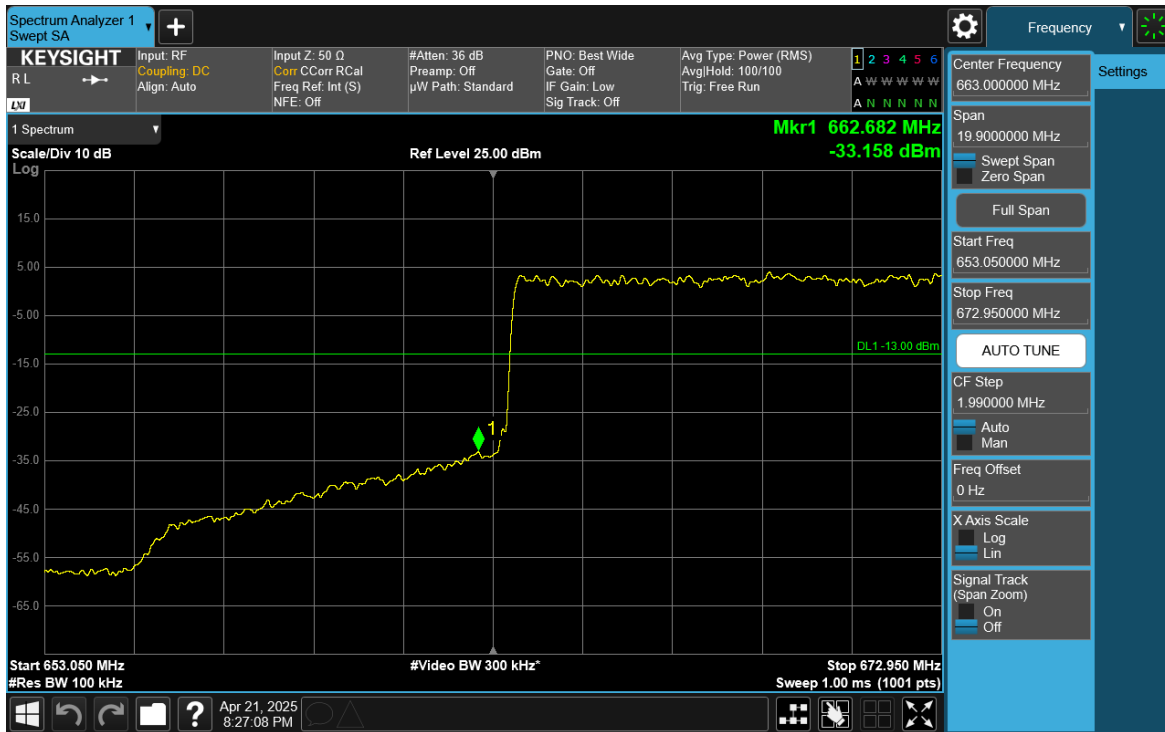 Spectrum Analyzer 1
Swept SA
Frequency
KEYSIGHT
R L
LXI
Input: RF
Coupling: DC
Align: Auto
Input Z: 50 Ω
Corr CCorr RCal
Freq Ref: Int (S)
NFE: Off
#Atten: 36 dB
Preamp: Off
µW Path: Standard
PNO: Best Wide
Gate: Off
IF Gain: Low
Sig Track: Off
Avg Type: Power (RMS)
Avg|Hold: 100/100
Trig: Free Run
1 2 3 4 5 6
A W W W W W
A N N N N N
1 Spectrum
Scale/Div 10 dB
Log
Ref Level 25.00 dBm
Mkr1 662.682 MHz
-33.158 dBm
15.0
5.00
-5.00
-15.0
-25.0
-35.0
-45.0
-55.0
-65.0
DL1 -13.00 dBm
1
Start 653.050 MHz
#Res BW 100 kHz
#Video BW 300 kHz*
Stop 672.950 MHz
Sweep 1.00 ms (1001 pts)
Center Frequency
663.000000 MHz
Span
19.9000000 MHz
Swept Span
Zero Span
Full Span
Start Freq
653.050000 MHz
Stop Freq
672.950000 MHz
AUTO TUNE
CF Step
1.990000 MHz
Auto
Man
Freq Offset
0 Hz
X Axis Scale
Log
Lin
Signal Track
(Span Zoom)
On
Off
Settings
?
Apr 21, 2025
8:27:08 PM